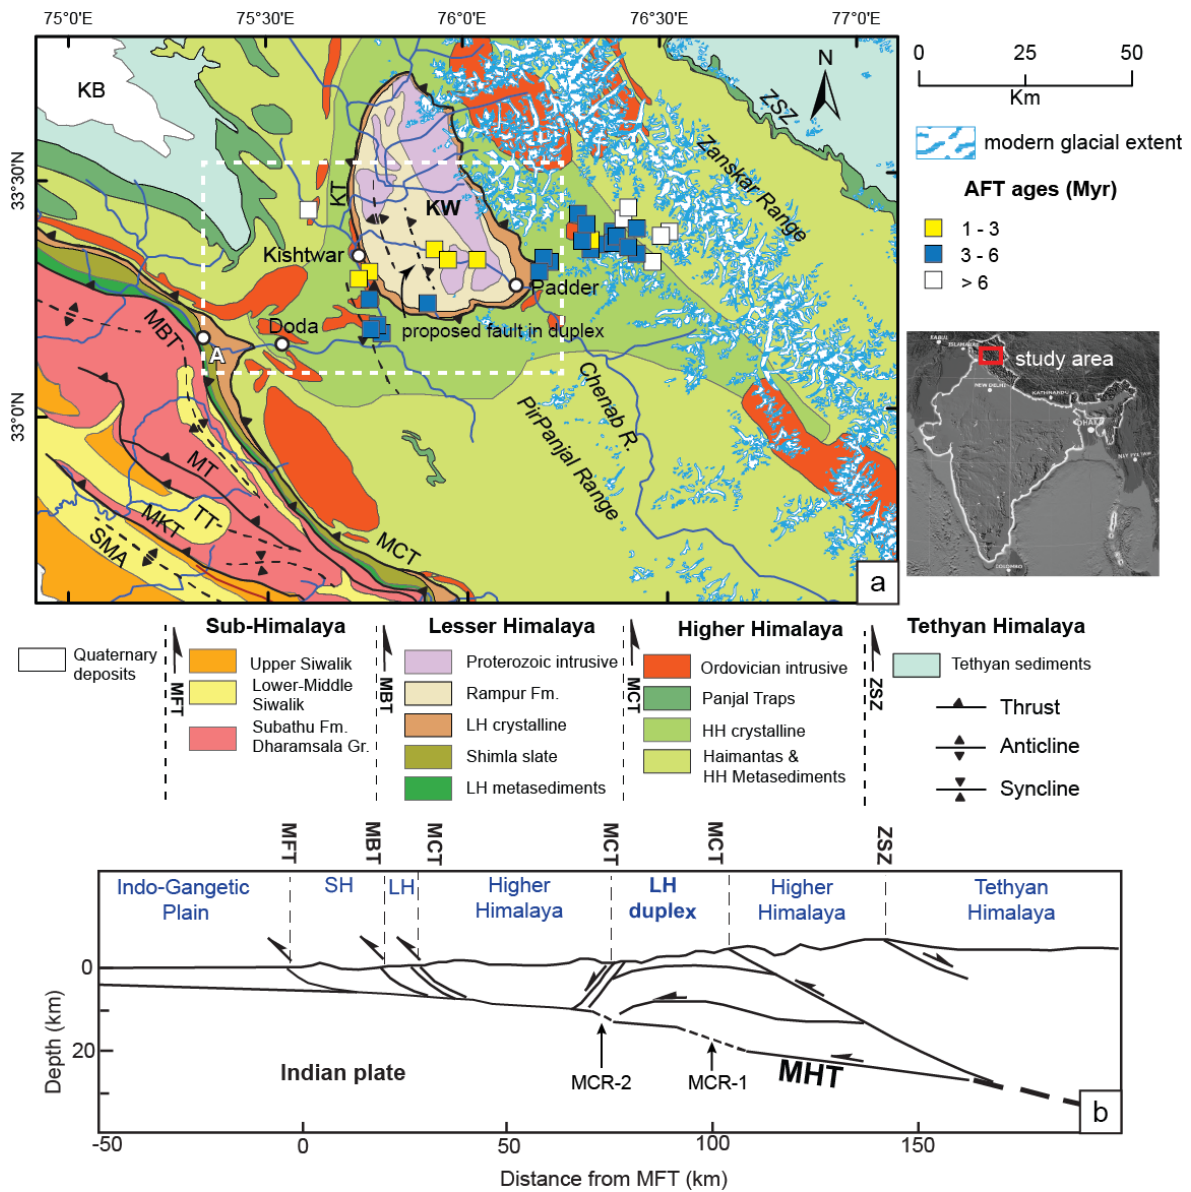 75°0'E
75°30'E
76°0'E
76°30'E
77°0'E
33°30'N
33°0'N
KB
KT
KW
ZSZ
N
Zanskar Range
Kishtwar
Padder
Doda
proposed fault in duplex
A
MBT
MT
MKT
TT
SMA
MCT
Chenab R.
PirPanjal Range
a
0
25
50
Km
modern glacial extent
AFT ages (Myr)
1 - 3
3 - 6
> 6
study area
NEW DELHI
KATHMANDU
DHAKA
COLOMBO
Quaternary
deposits
MFT
Sub-Himalaya
Upper Siwalik
Lower-Middle
Siwalik
Subathu Fm.
Dharamsala Gr.
MBT
Lesser Himalaya
Proterozoic intrusive
Rampur Fm.
LH crystalline
Shimla slate
LH metasediments
MCT
Higher Himalaya
Ordovician intrusive
Panjal Traps
HH crystalline
Haimantas &
HH Metasediments
ZSZ
Tethyan Himalaya
Tethyan sediments
Thrust
Anticline
Syncline
MFT
MBT
MCT
MCT
MCT
ZSZ
Indo-Gangetic
Plain
SH
LH
Higher
Himalaya
LH
duplex
Higher
Himalaya
Tethyan
Himalaya
0
20
Depth (km)
Indian plate
MCR-2
MCR-1
MHT
b
-50
0
50
100
150
Distance from MFT (km)